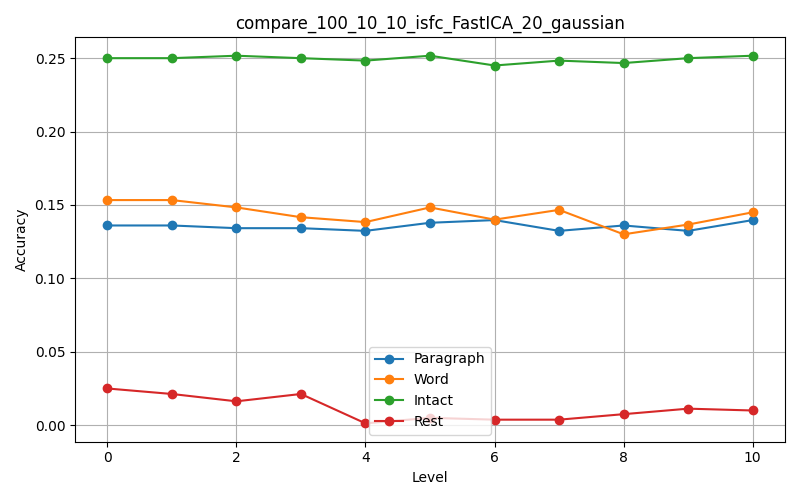 compare_100_10_10_isfc_FastICA_20_gaussian
Accuracy
0.25
0.20
0.15
0.10
0.05
0.00
Paragraph
Word
Intact
Rest
0 2 4 6 8 10
Level